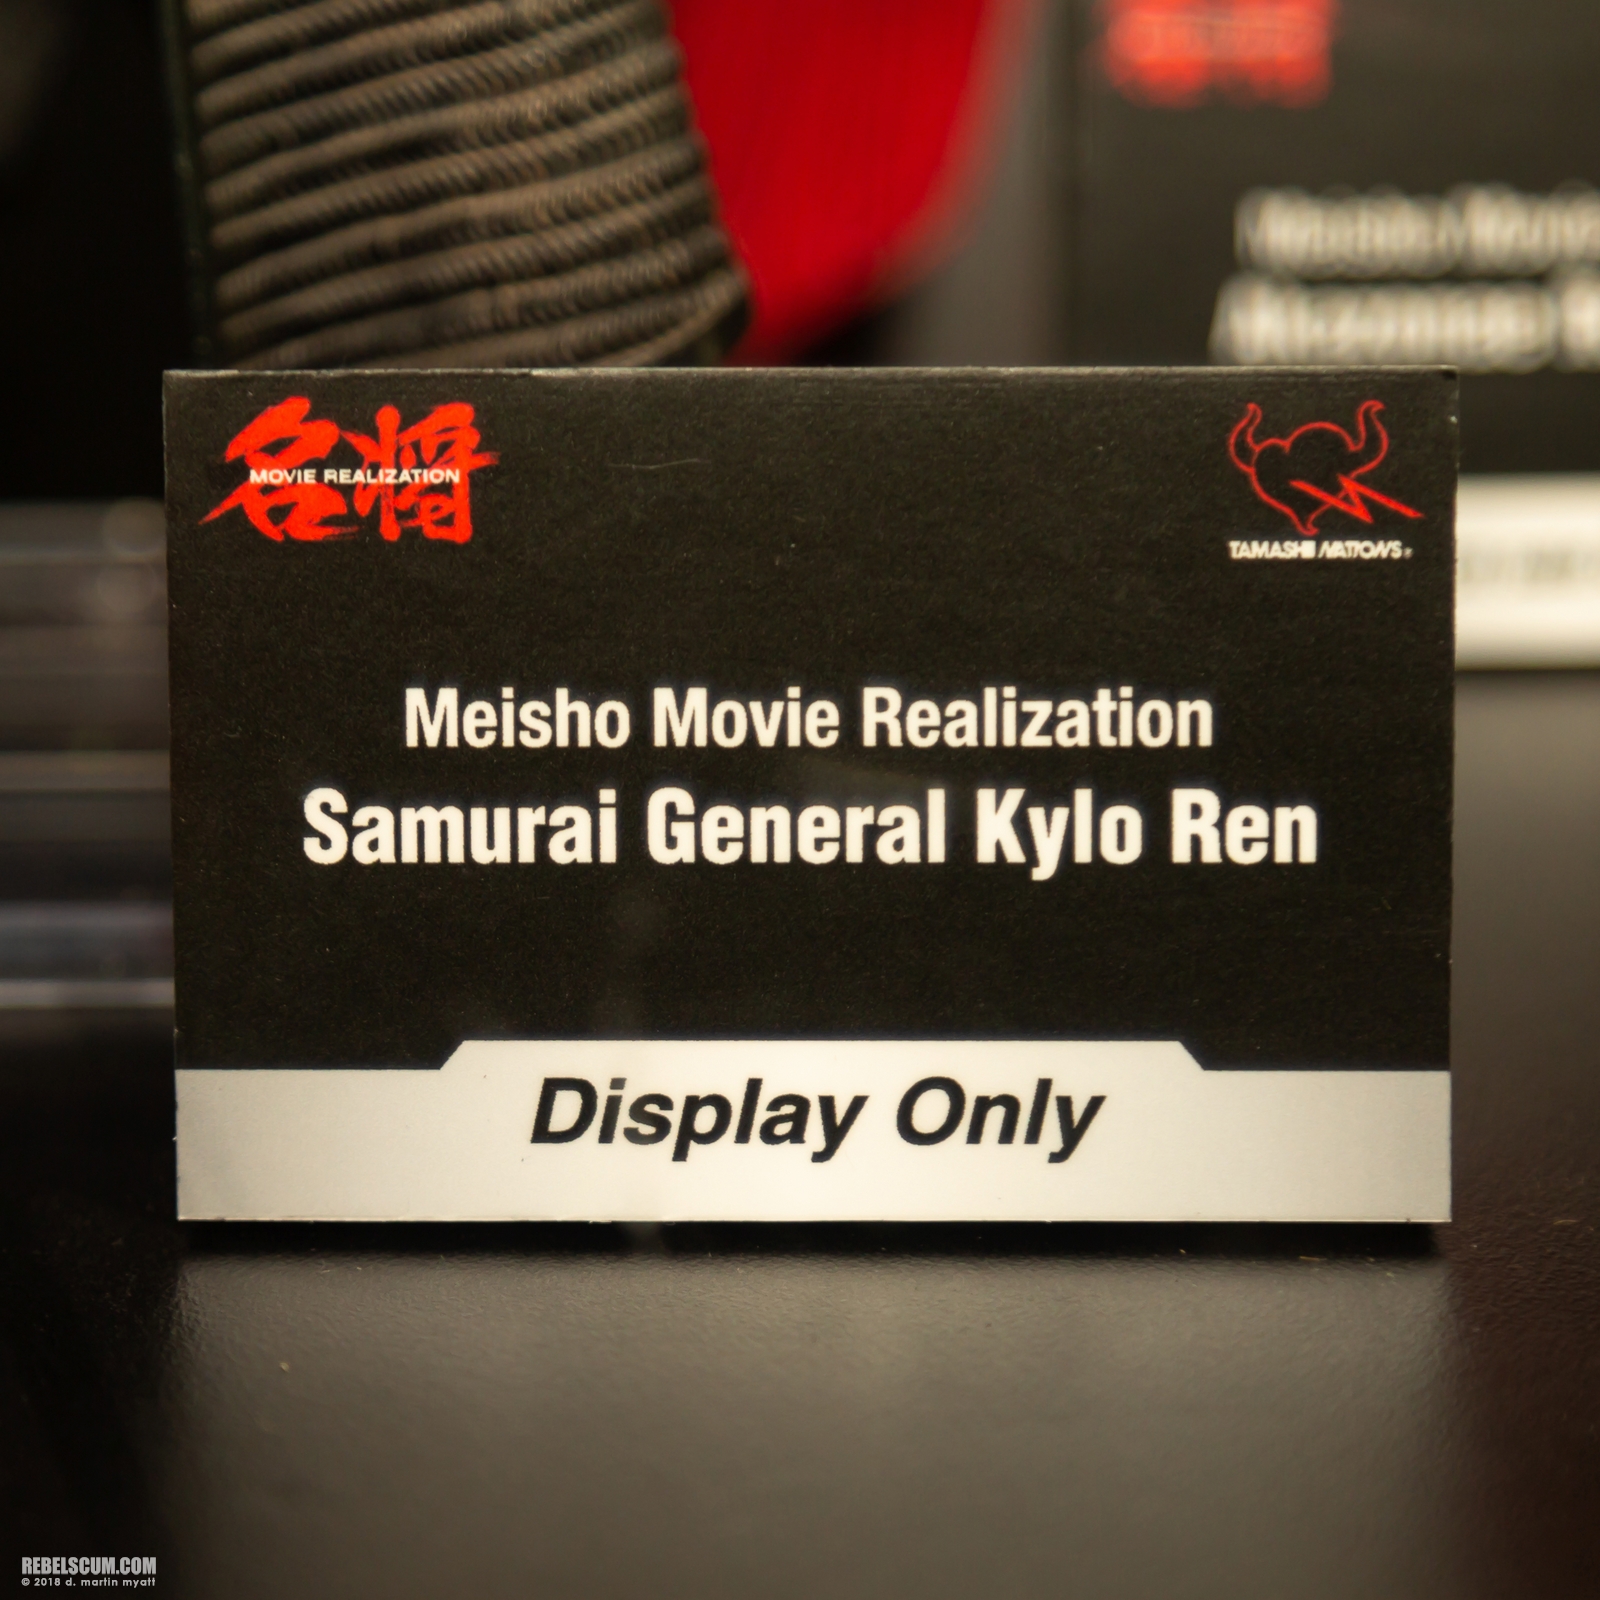 名将
MOVIE REALIZATION
TAMASHII NATIONS
Meisho Movie Realization
Samurai General Kylo Ren
Display Only
REBELSCUM.COM
© 2018 d. martin myatt